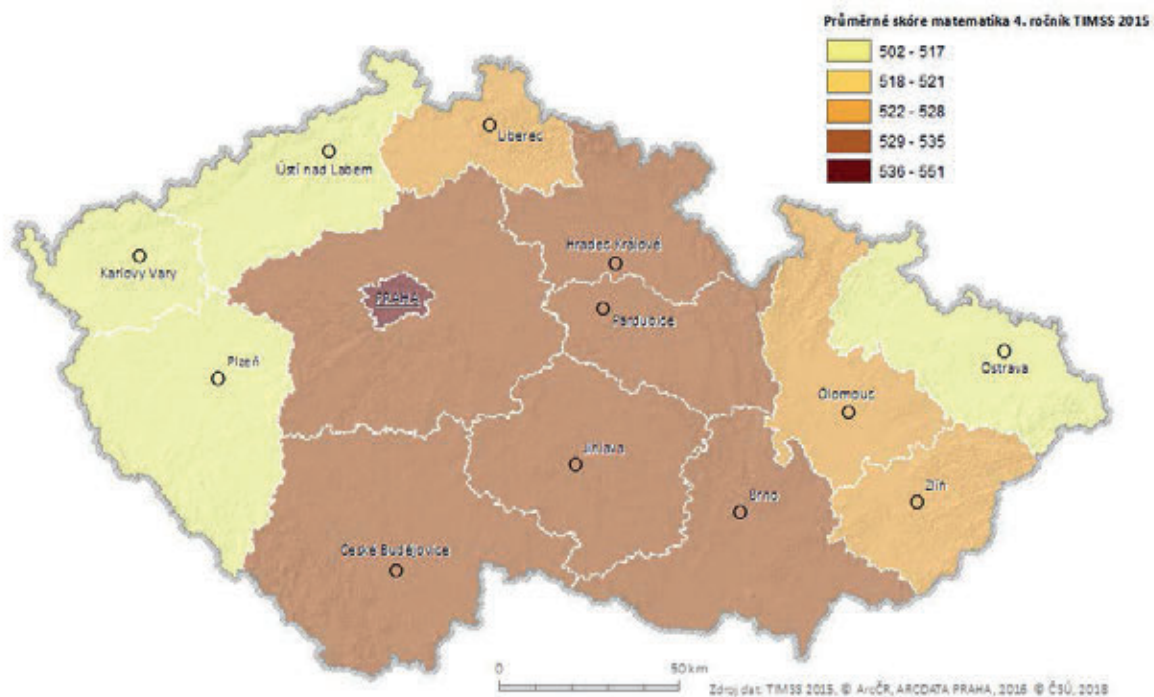 Průměrné skóre matematika 4. ročník TIMSS 2015
502 - 517
518 - 521
522 - 528
529 - 535
536 - 551
Liberec
Ústí nad Labem
Hradec Králové
Karlovy Vary
PRAHA
Pardubice
Plzeň
Ostrava
Olomouc
Jihlava
Zlín
Brno
České Budějovice
0 50 km
Zdroj dat: TIMSS 2015, © ArcČR, ARCDATA PRAHA, 2016 © ČSÚ, 2018